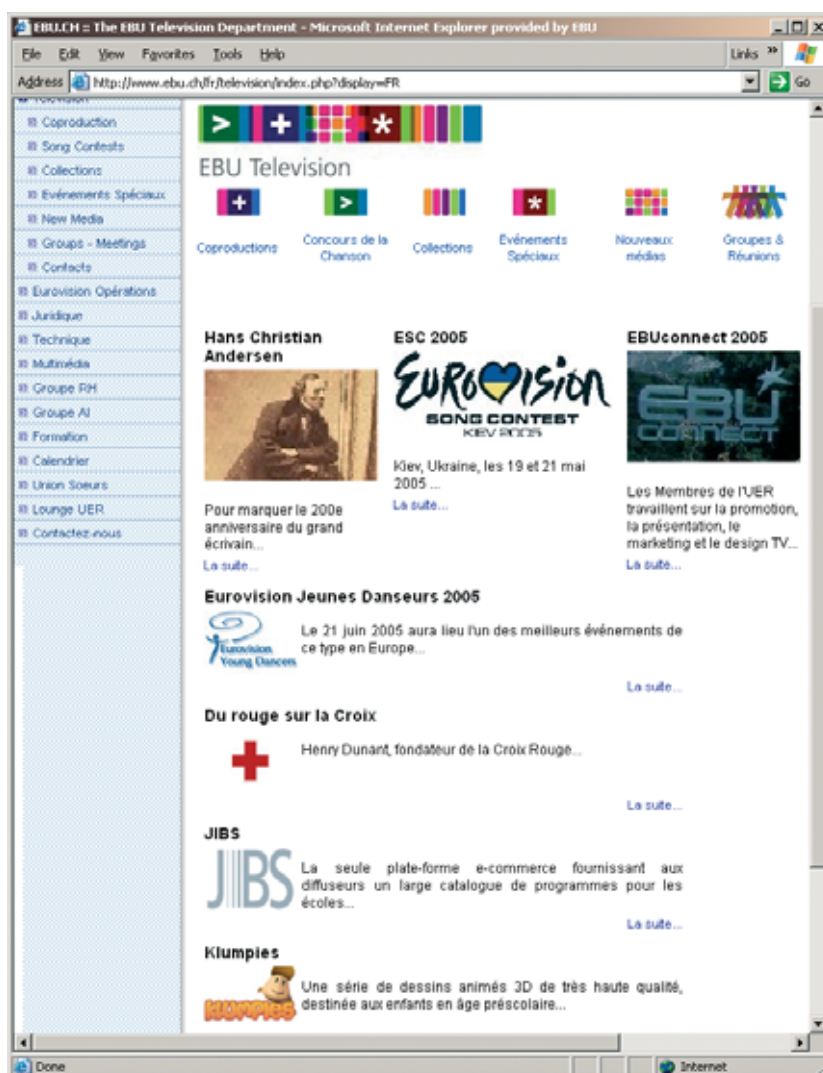 EBU.CH :: The EBU Television Department - Microsoft Internet Explorer provided by EBU
File Edit View Favorites Tools Help Links »
Address http://www.ebu.ch/fr/television/index.php?display=FR Go
Television
Coproduction
Song Contests
Collections
Evénements Spéciaux
New Media
Groups - Meetings
Contacts
Eurovision Opérations
Juridique
Technique
Multimédia
Groupe RH
Groupe AI
Formation
Calendrier
Union Soeurs
Lounge UER
Contactez-nous
> + *
EBU Television
+ > *
Coproductions
Concours de la
Chanson
Collections
Evénements
Spéciaux
Nouveaux
médias
Groupes &
Réunions
Hans Christian
Andersen
Pour marquer le 200e
anniversaire du grand
écrivain...
La suite...
ESC 2005
EUROVISION
SONG CONTEST
KIEV 2005
Kiev, Ukraine, les 19 et 21 mai
2005 ...
La suite...
EBUconnect 2005
EBU
CONNECT
Les Membres de l'UER
travaillent sur la promotion,
la présentation, le
marketing et le design TV...
La suite...
Eurovision Jeunes Danseurs 2005
Eurovision
Young Dancers
Le 21 juin 2005 aura lieu l'un des meilleurs événements de
ce type en Europe...
La suite...
Du rouge sur la Croix
Henry Dunant, fondateur de la Croix Rouge...
La suite...
JIBS
JIBS
La seule plate-forme e-commerce fournissant aux
diffuseurs un large catalogue de programmes pour les
écoles...
La suite...
Klumpies
KLUMPIES
Une série de dessins animés 3D de très haute qualité,
destinée aux enfants en âge préscolaire...
Done Internet